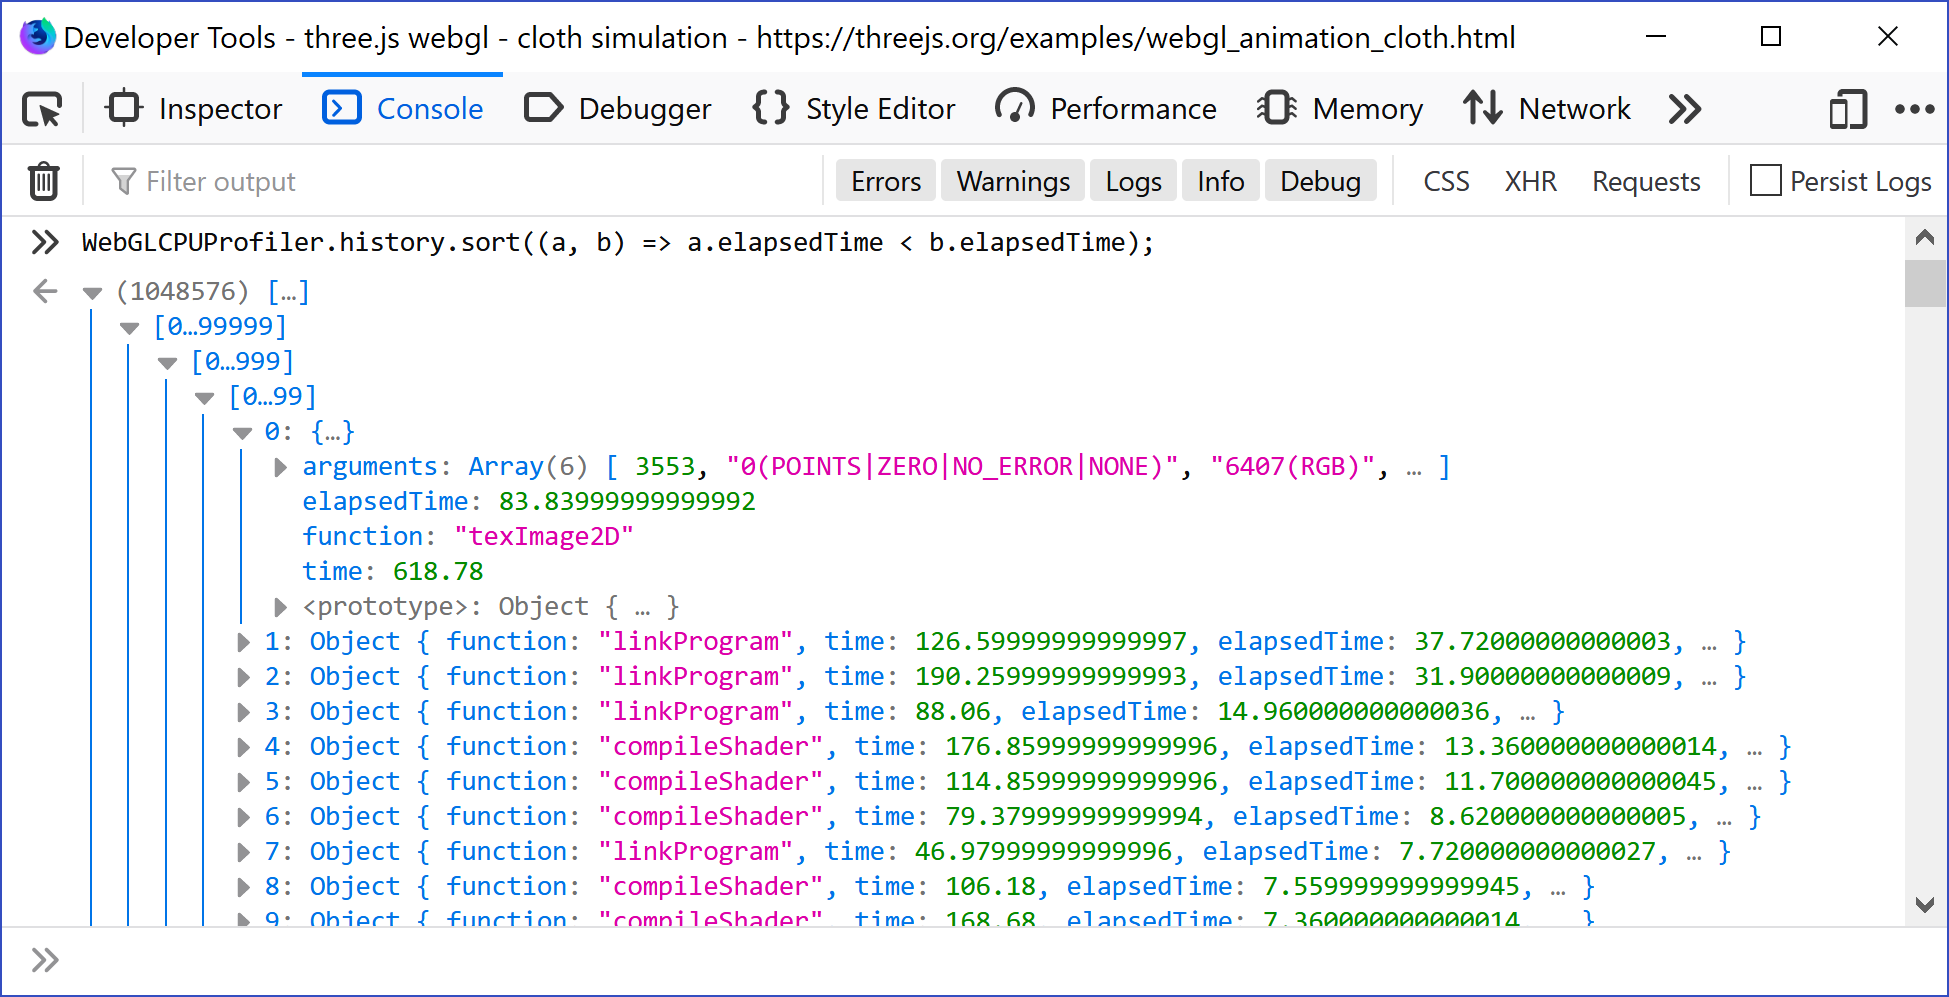 Developer Tools - three.js webgl - cloth simulation - https://threejs.org/examples/webgl_animation_cloth.html
Inspector Console Debugger Style Editor Performance Memory Network
Filter output Errors Warnings Logs Info Debug CSS XHR Requests Persist Logs
WebGLCPUProfiler.history.sort((a, b) => a.elapsedTime < b.elapsedTime);
(1048576) […]
[0…99999]
[0…999]
[0…99]
0: {…}
arguments: Array(6) [ 3553, "0(POINTS|ZERO|NO_ERROR|NONE)", "6407(RGB)", … ]
elapsedTime: 83.83999999999992
function: "texImage2D"
time: 618.78
<prototype>: Object { … }
1: Object { function: "linkProgram", time: 126.59999999999997, elapsedTime: 37.72000000000003, … }
2: Object { function: "linkProgram", time: 190.25999999999993, elapsedTime: 31.90000000000009, … }
3: Object { function: "linkProgram", time: 88.06, elapsedTime: 14.960000000000036, … }
4: Object { function: "compileShader", time: 176.85999999999996, elapsedTime: 13.360000000000014, … }
5: Object { function: "compileShader", time: 114.85999999999996, elapsedTime: 11.700000000000045, … }
6: Object { function: "compileShader", time: 79.37999999999994, elapsedTime: 8.620000000000005, … }
7: Object { function: "linkProgram", time: 46.97999999999996, elapsedTime: 7.720000000000027, … }
8: Object { function: "compileShader", time: 106.18, elapsedTime: 7.559999999999945, … }
9: Object { function: "compileShader", time: 168.68, elapsedTime: 7.360000000000014, … }